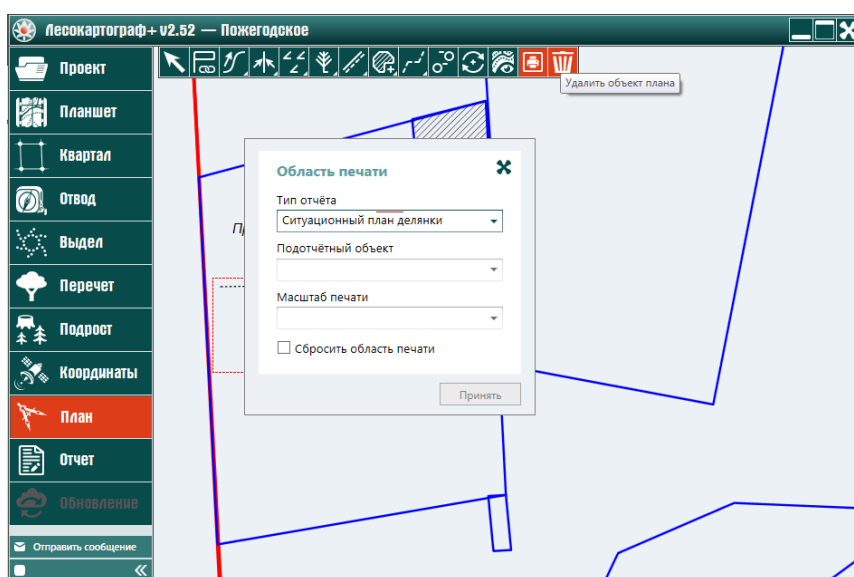 Лесокартограф+ v2.52 — Пожегодское
Проект
Планшет
Квартал
Отвод
Выдел
Перечет
Подрост
Координаты
План
Отчет
Обновление
Отправить сообщение
Удалить объект плана
Область печати
Тип отчёта
Ситуационный план делянки
Подотчётный объект
Масштаб печати
Сбросить область печати
Принять